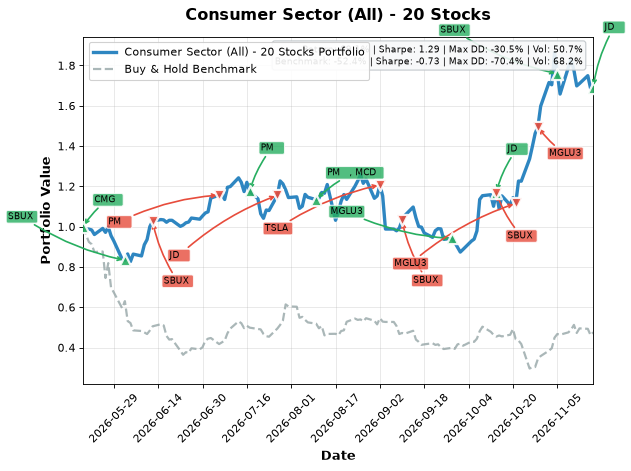 Consumer Sector (All) - 20 Stocks
SBUX
JD
Consumer Sector (All) - 20 Stocks Portfolio
Buy & Hold Benchmark
| Sharpe: 1.29 | Max DD: -30.5% | Vol: 50.7%
Benchmark: -52.4% | Sharpe: -0.73 | Max DD: -70.4% | Vol: 68.2%
Portfolio Value
1.8
1.6
1.4
1.2
1.0
0.8
0.6
0.4
PM
JD
MGLU3
PM
, MCD
CMG
MGLU3
SBUX
PM
TSLA
SBUX
JD
MGLU3
SBUX
SBUX
2026-05-29
2026-06-14
2026-06-30
2026-07-16
2026-08-01
2026-08-17
2026-09-02
2026-09-18
2026-10-04
2026-10-20
2026-11-05
Date